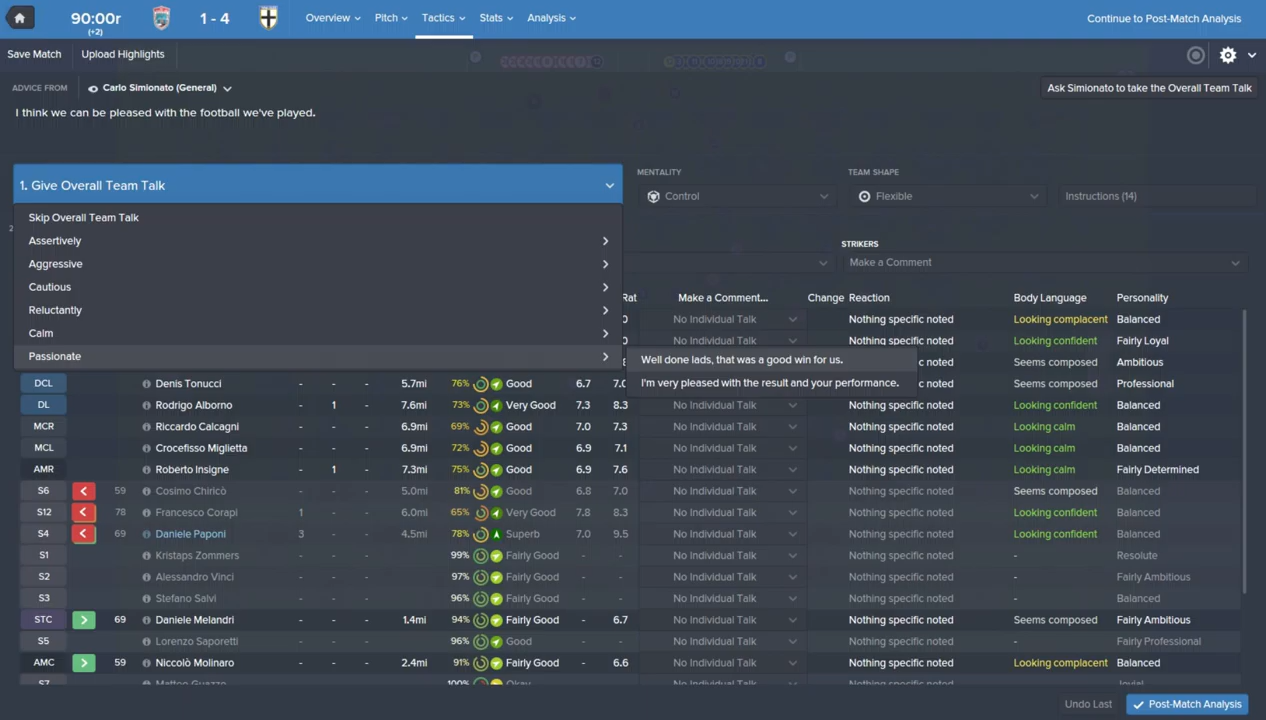 90:00r
(+2)
1 - 4
Overview
Pitch
Tactics
Stats
Analysis
Continue to Post-Match Analysis
Save Match
Upload Highlights
ADVICE FROM
Carlo Simionato (General)
Ask Simionato to take the Overall Team Talk
I think we can be pleased with the football we've played.
1. Give Overall Team Talk
MENTALITY
Control
TEAM SHAPE
Flexible
Instructions (14)
Skip Overall Team Talk
Assertively
Aggressive
Cautious
Reluctantly
Calm
Passionate
STRIKERS
Make a Comment
Well done lads, that was a good win for us.
I'm very pleased with the result and your performance.
Rat Make a Comment... Change Reaction Body Language Personality
No Individual Talk Nothing specific noted Looking complacent Balanced
No Individual Talk Nothing specific noted Looking confident Fairly Loyal
Seems composed Ambitious
DCL Denis Tonucci - - - 5.7mi 76% Good 6.7 7.0 Nothing specific noted Seems composed Professional
DL Rodrigo Alborno - 1 - 7.6mi 73% Very Good 7.3 8.3 No Individual Talk Nothing specific noted Looking confident Balanced
MCR Riccardo Calcagni - - - 6.9mi 69% Good 7.0 7.3 No Individual Talk Nothing specific noted Looking calm Balanced
MCL Crocefisso Miglietta - - - 6.9mi 72% Good 6.9 7.1 No Individual Talk Nothing specific noted Looking calm Balanced
AMR Roberto Insigne - 1 - 7.3mi 75% Good 6.9 7.6 No Individual Talk Nothing specific noted Looking calm Fairly Determined
S6 59 Cosimo Chiricò - - - 5.0mi 81% Good 6.8 7.0 No Individual Talk Nothing specific noted Seems composed Balanced
S12 78 Francesco Corapi 1 - - 6.0mi 65% Very Good 7.8 8.3 No Individual Talk Nothing specific noted Looking confident Balanced
S4 69 Daniele Paponi 3 - - 4.5mi 78% Superb 7.0 9.5 No Individual Talk Nothing specific noted Looking confident Balanced
S1 Kristaps Zommers - - - 99% Fairly Good - - No Individual Talk Nothing specific noted - Resolute
S2 Alessandro Vinci - - - 97% Fairly Good - - No Individual Talk Nothing specific noted - Fairly Ambitious
S3 Stefano Salvi - - - 96% Fairly Good - - No Individual Talk Nothing specific noted - Balanced
STC 69 Daniele Melandri - - - 1.4mi 94% Fairly Good - 6.7 No Individual Talk Nothing specific noted Seems composed Fairly Ambitious
S5 Lorenzo Saporetti - - - 96% Good - - No Individual Talk Nothing specific noted - Fairly Professional
AMC 59 Niccolò Molinaro - - - 2.4mi 91% Fairly Good - 6.6 No Individual Talk Nothing specific noted Looking complacent Balanced
Undo Last
Post-Match Analysis